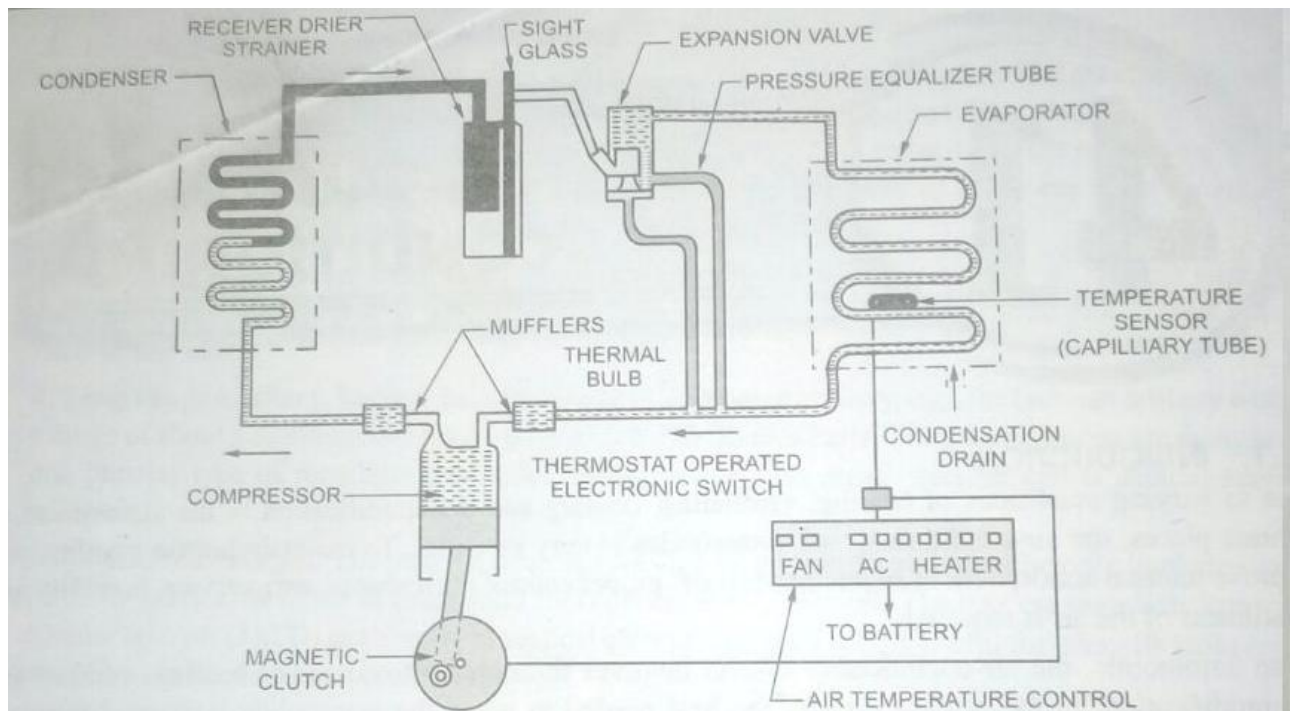 RECEIVER DRIER
STRAINER
SIGHT
GLASS
EXPANSION VALVE
CONDENSER
PRESSURE EQUALIZER TUBE
EVAPORATOR
MUFFLERS
THERMAL
BULB
TEMPERATURE
SENSOR
(CAPILLIARY TUBE)
CONDENSATION
DRAIN
THERMOSTAT OPERATED
ELECTRONIC SWITCH
COMPRESSOR
FAN AC HEATER
TO BATTERY
MAGNETIC
CLUTCH
AIR TEMPERATURE CONTROL